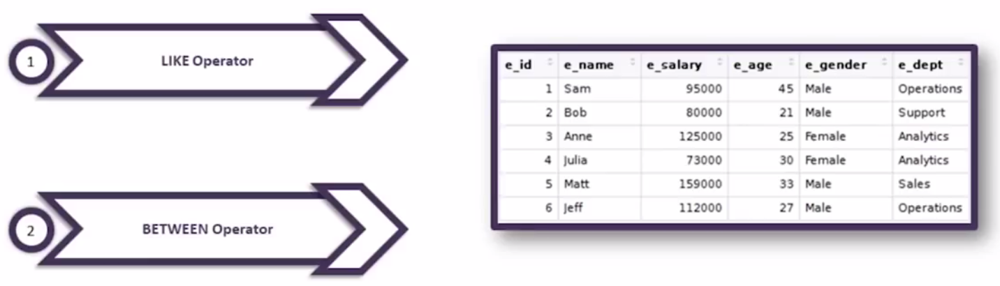 1
LIKE Operator
2
BETWEEN Operator
e_id e_name e_salary e_age e_gender e_dept
1 Sam 95000 45 Male Operations
2 Bob 80000 21 Male Support
3 Anne 125000 25 Female Analytics
4 Julia 73000 30 Female Analytics
5 Matt 159000 33 Male Sales
6 Jeff 112000 27 Male Operations